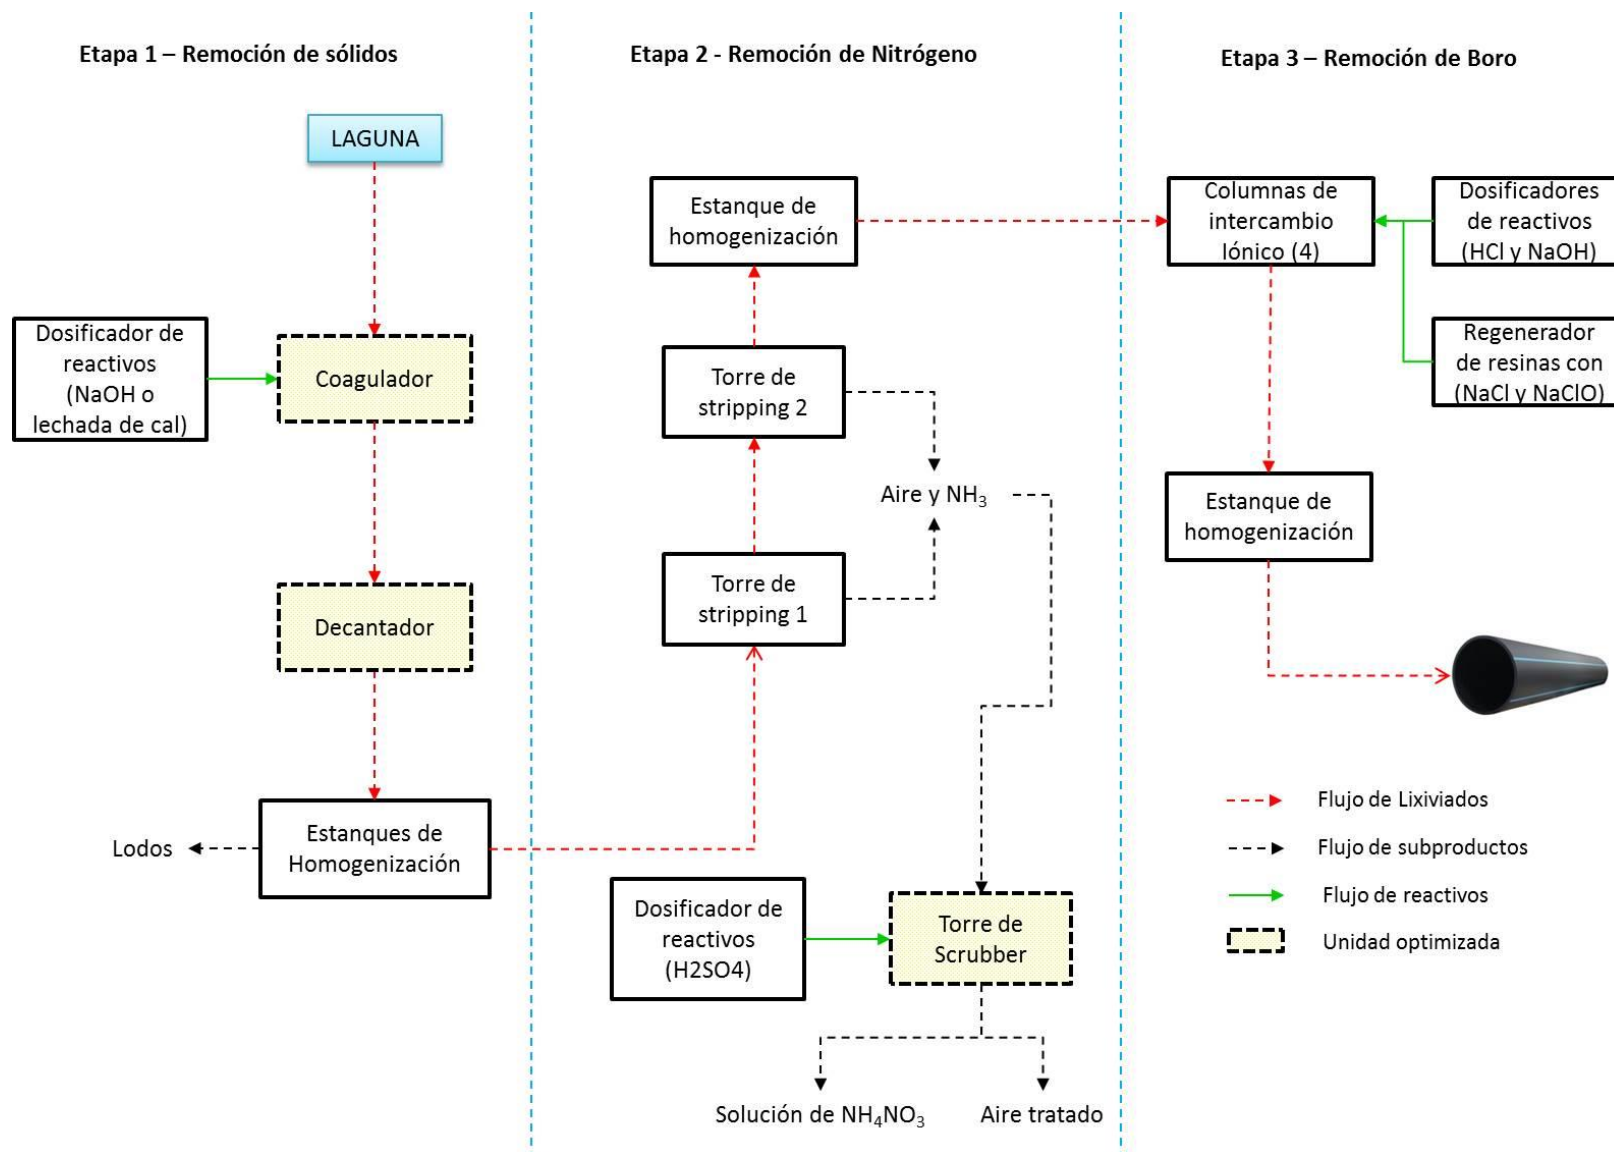 Etapa 1 – Remoción de sólidos
LAGUNA
Dosificador de
reactivos
(NaOH o
lechada de cal)
Coagulador
Decantador
Estanques de
Homogenización
Lodos
Etapa 2 - Remoción de Nitrógeno
Estanque de
homogenización
Torre de
stripping 2
Aire y NH₃
Torre de
stripping 1
Dosificador de
reactivos
(H2SO4)
Torre de
Scrubber
Solución de NH₄NO₃
Aire tratado
Etapa 3 – Remoción de Boro
Columnas de
intercambio
Iónico (4)
Dosificadores
de reactivos
(HCl y NaOH)
Regenerador
de resinas con
(NaCl y NaClO)
Estanque de
homogenización
Flujo de Lixiviados
Flujo de subproductos
Flujo de reactivos
Unidad optimizada